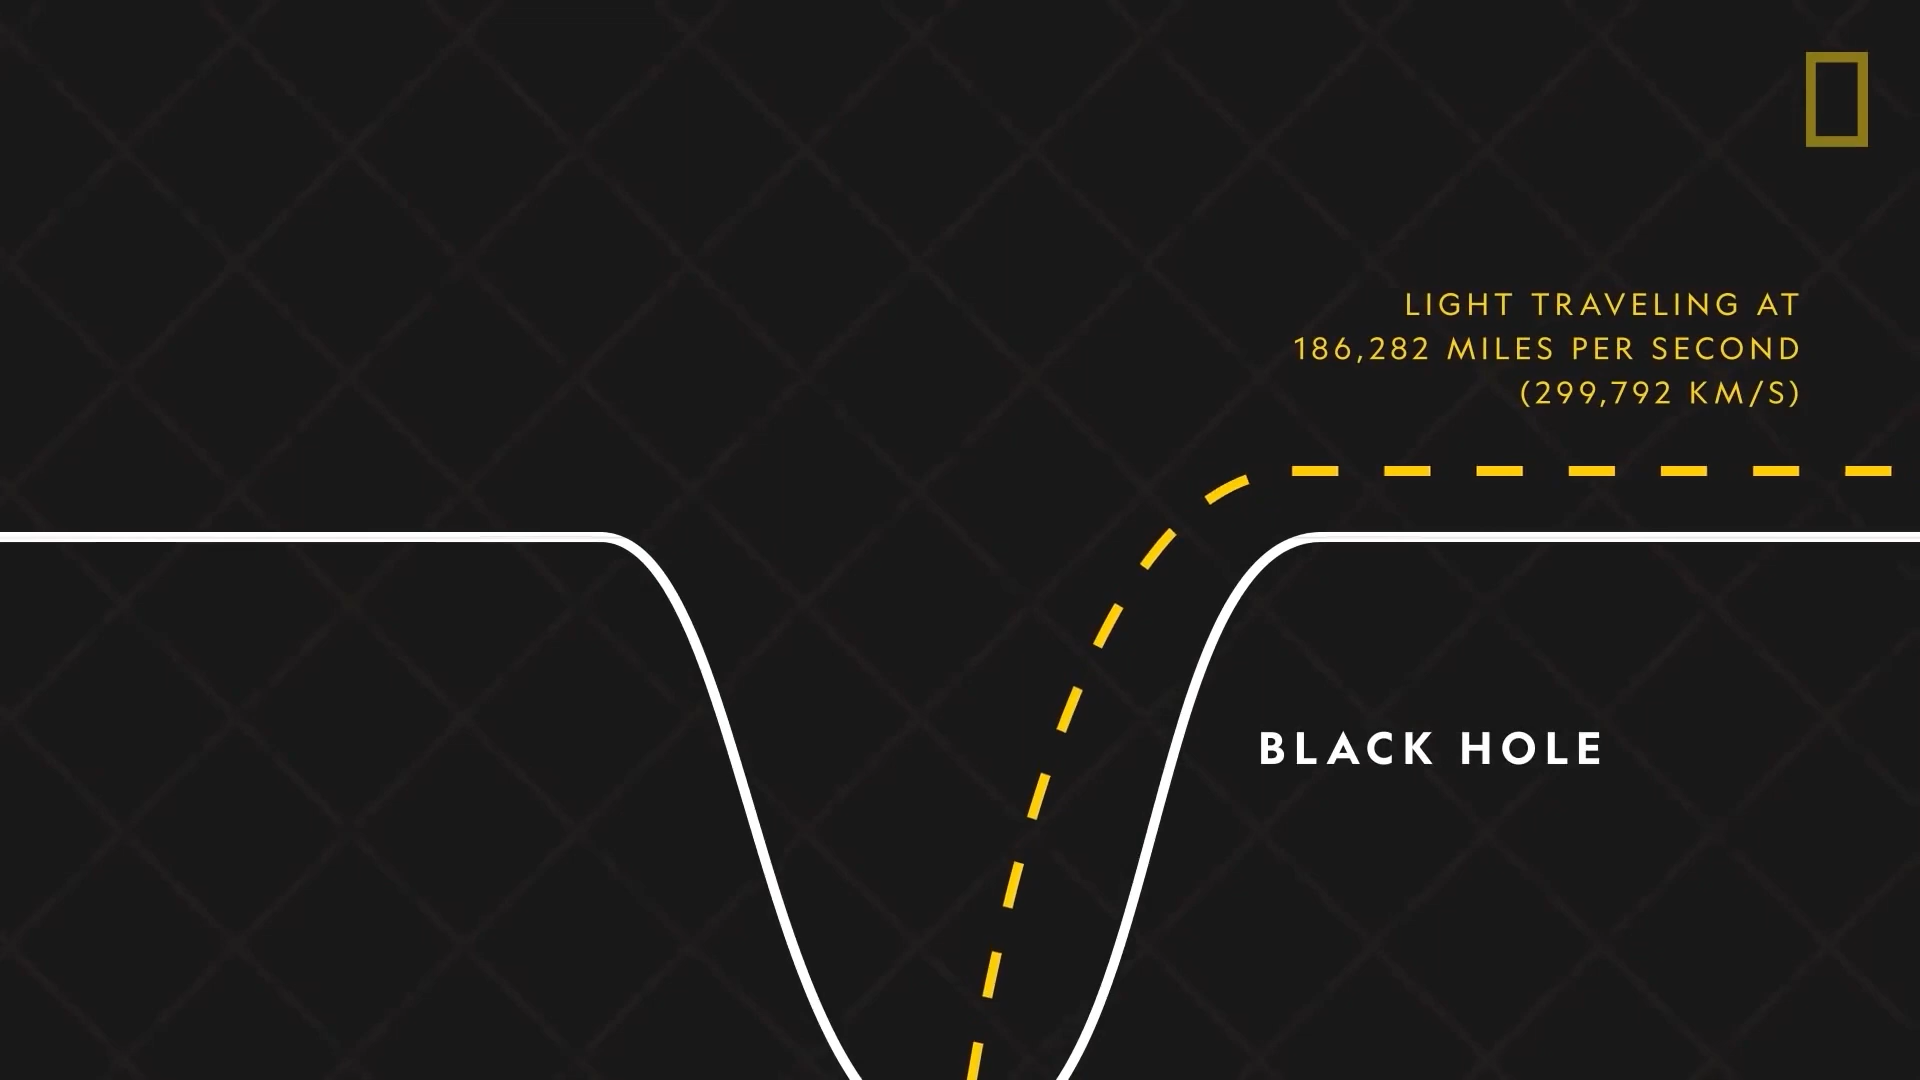 LIGHT TRAVELING AT
186,282 MILES PER SECOND
(299,792 KM/S)
BLACK HOLE